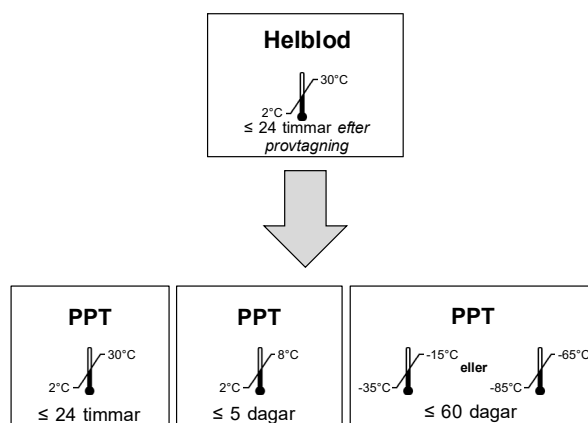 Helblod
30°C
2°C
≤ 24 timmar efter
provtagning
PPT
30°C
2°C
≤ 24 timmar
PPT
8°C
2°C
≤ 5 dagar
PPT
-15°C
eller
-65°C
-35°C
-85°C
≤ 60 dagar